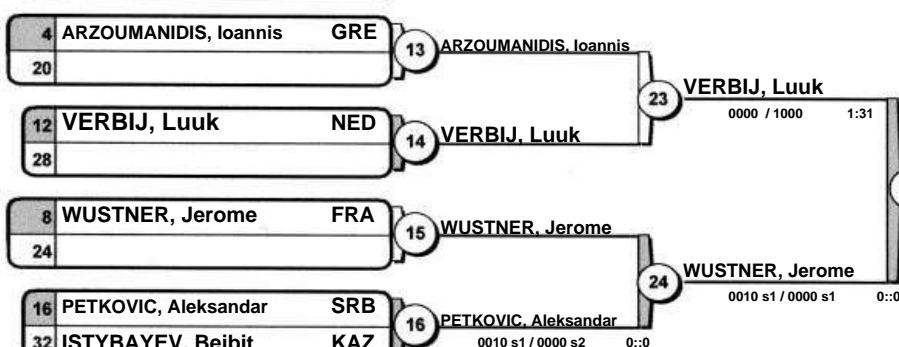 4 ARZOUMANIDIS, Ioannis GRE
20
13 ARZOUMANIDIS, Ioannis
12 VERBIJ, Luuk NED
28
14 VERBIJ, Luuk
23 VERBIJ, Luuk
0000 / 1000 1:31
8 WUSTNER, Jerome FRA
24
15 WUSTNER, Jerome
16 PETKOVIC, Aleksandar SRB
32 ISTYBAYEV, Beibit KAZ
16 PETKOVIC, Aleksandar
0010 s1 / 0000 s2 0::0
24 WUSTNER, Jerome
0010 s1 / 0000 s1 0::0